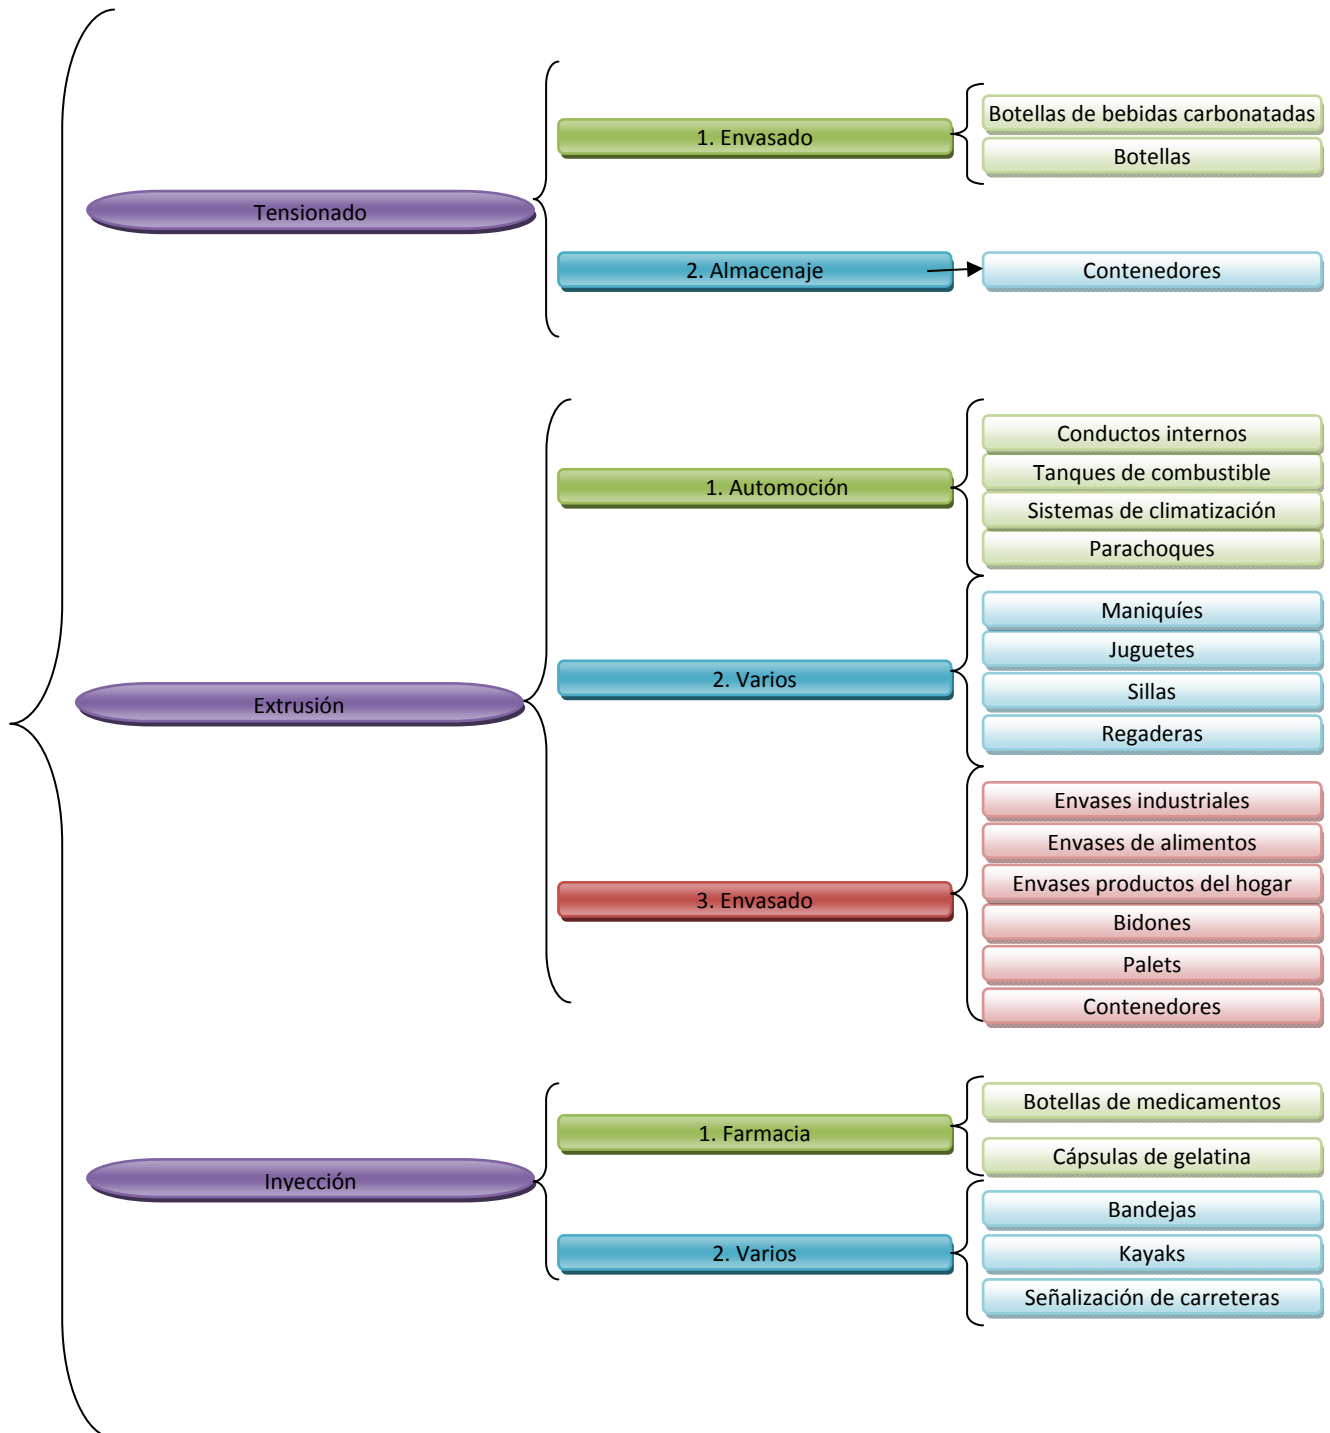 Tensionado
1. Envasado
Botellas de bebidas carbonatadas
Botellas
2. Almacenaje
Contenedores
Extrusión
1. Automoción
Conductos internos
Tanques de combustible
Sistemas de climatización
Parachoques
2. Varios
Maniquíes
Juguetes
Sillas
Regaderas
3. Envasado
Envases industriales
Envases de alimentos
Envases productos del hogar
Bidones
Palets
Contenedores
Inyección
1. Farmacia
Botellas de medicamentos
Cápsulas de gelatina
2. Varios
Bandejas
Kayaks
Señalización de carreteras